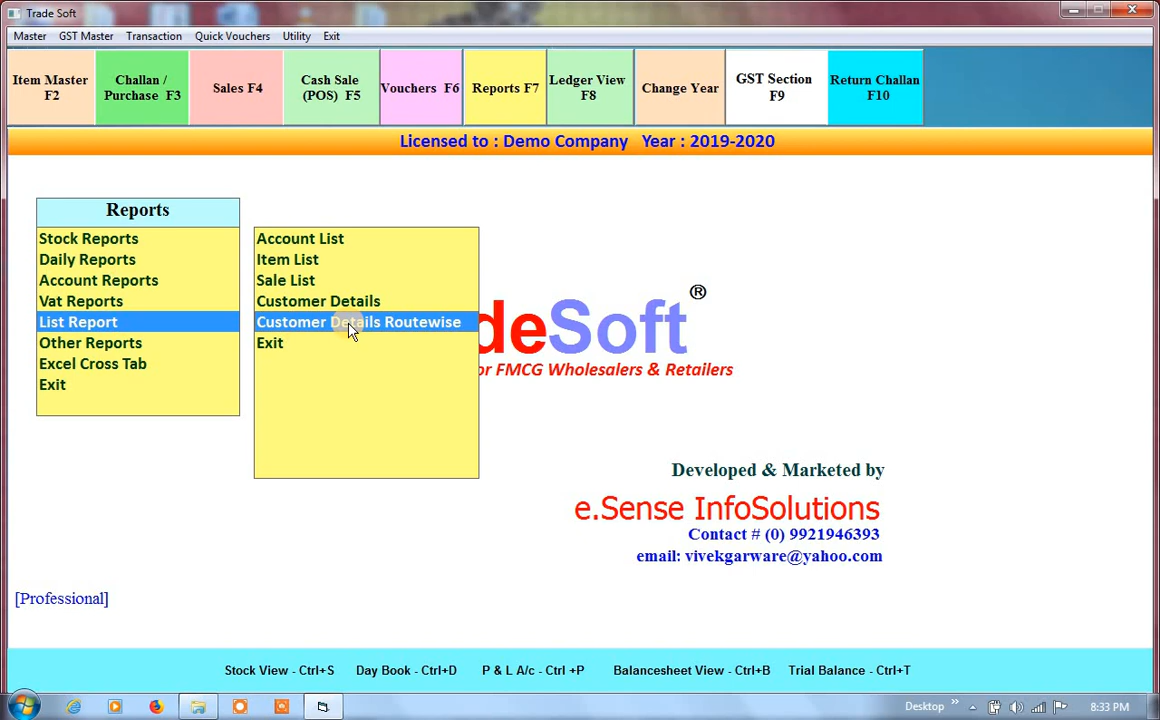 Trade Soft
Master GST Master Transaction Quick Vouchers Utility Exit
Item Master F2
Challan / Purchase F3
Sales F4
Cash Sale (POS) F5
Vouchers F6
Reports F7
Ledger View F8
Change Year
GST Section F9
Return Challan F10
Licensed to : Demo Company Year : 2019-2020
Reports
Stock Reports
Daily Reports
Account Reports
Vat Reports
List Report
Other Reports
Excel Cross Tab
Exit
Account List
Item List
Sale List
Customer Details
Customer Details Routewise
Exit
deSoft ®
or FMCG Wholesalers & Retailers
Developed & Marketed by
e.Sense InfoSolutions
Contact # (0) 9921946393
email: vivekgarware@yahoo.com
[Professional]
Stock View - Ctrl+S Day Book - Ctrl+D P & L A/c - Ctrl +P Balancesheet View - Ctrl+B Trial Balance - Ctrl+T
Desktop » 8:33 PM